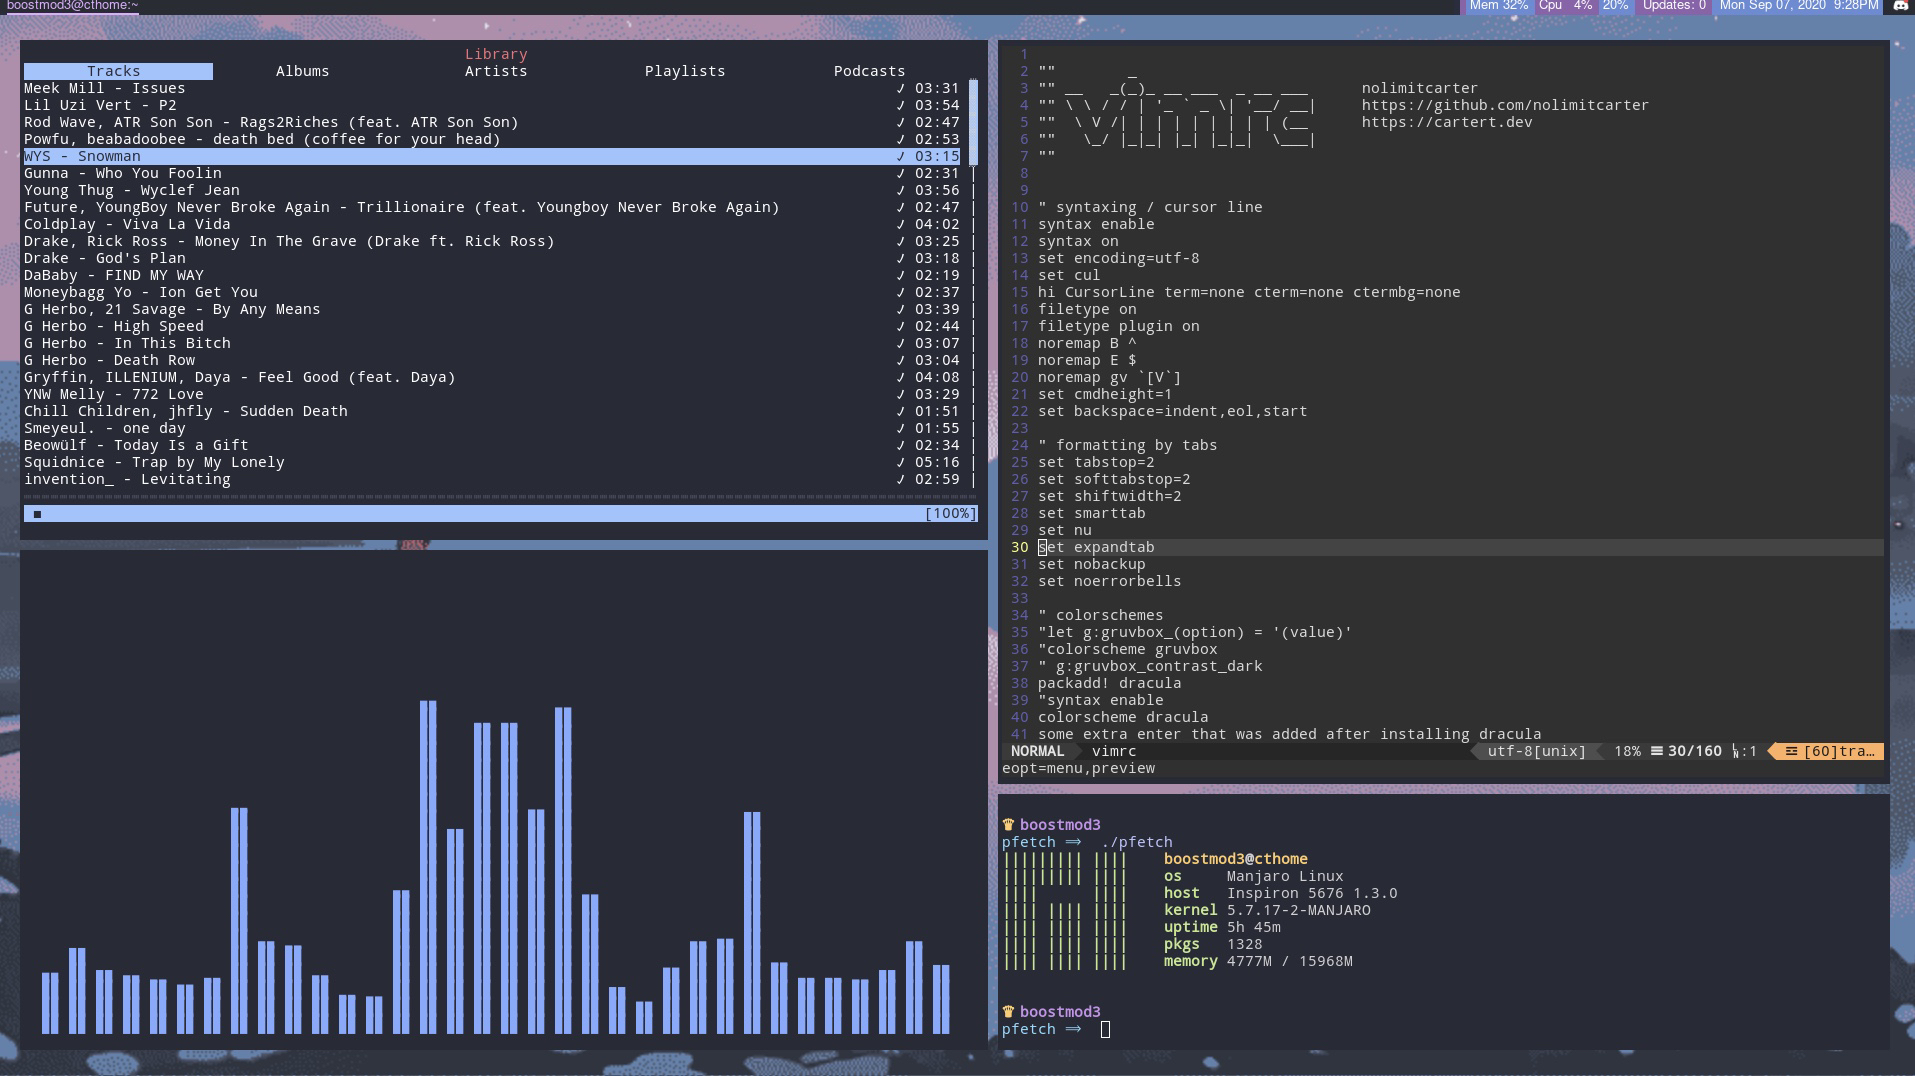 boostmod3@cthome:~
Mem 32% Cpu 4% 20% Updates: 0 Mon Sep 07, 2020 9:28PM
Library
Tracks Albums Artists Playlists Podcasts
Meek Mill - Issues ✓ 03:31
Lil Uzi Vert - P2 ✓ 03:54
Rod Wave, ATR Son Son - Rags2Riches (feat. ATR Son Son) ✓ 02:47
Powfu, beabadoobee - death bed (coffee for your head) ✓ 02:53
WYS - Snowman ✓ 03:15
Gunna - Who You Foolin ✓ 02:31
Young Thug - Wyclef Jean ✓ 03:56
Future, YoungBoy Never Broke Again - Trillionaire (feat. Youngboy Never Broke Again) ✓ 02:47
Coldplay - Viva La Vida ✓ 04:02
Drake, Rick Ross - Money In The Grave (Drake ft. Rick Ross) ✓ 03:25
Drake - God's Plan ✓ 03:18
DaBaby - FIND MY WAY ✓ 02:19
Moneybagg Yo - Ion Get You ✓ 02:37
G Herbo, 21 Savage - By Any Means ✓ 03:39
G Herbo - High Speed ✓ 02:44
G Herbo - In This Bitch ✓ 03:07
G Herbo - Death Row ✓ 03:04
Gryffin, ILLENIUM, Daya - Feel Good (feat. Daya) ✓ 04:08
YNW Melly - 772 Love ✓ 03:29
Chill Children, jhfly - Sudden Death ✓ 01:51
Smeyeul. - one day ✓ 01:55
Beowülf - Today Is a Gift ✓ 02:34
Squidnice - Trap by My Lonely ✓ 05:16
invention_ - Levitating ✓ 02:59
[100%]
1
2 ""         _
3 "" __   _(_)_ __ ___  _ __ ___     nolimitcarter
4 "" \ \ / / | '_ ` _ \| '__/ __|     https://github.com/nolimitcarter
5 ""  \ V /| | | | | | | | | (__      https://cartert.dev
6 ""   \_/ |_|_| |_| |_|_|  \___|
7 ""
8
9
10 " syntaxing / cursor line
11 syntax enable
12 syntax on
13 set encoding=utf-8
14 set cul
15 hi CursorLine term=none cterm=none ctermbg=none
16 filetype on
17 filetype plugin on
18 noremap B ^
19 noremap E $
20 noremap gv `[V`]
21 set cmdheight=1
22 set backspace=indent,eol,start
23
24 " formatting by tabs
25 set tabstop=2
26 set softtabstop=2
27 set shiftwidth=2
28 set smarttab
29 set nu
30 set expandtab
31 set nobackup
32 set noerrorbells
33
34 " colorschemes
35 "let g:gruvbox_(option) = '(value)'
36 "colorscheme gruvbox
37 " g:gruvbox_contrast_dark
38 packadd! dracula
39 "syntax enable
40 colorscheme dracula
41 some extra enter that was added after installing dracula
NORMAL vimrc utf-8[unix] 18% ☰ 30/160 ㏑:1 ☲ [60]tra…
eopt=menu,preview
♛ boostmod3
pfetch ⟹ ./pfetch
boostmod3@cthome
os Manjaro Linux
host Inspiron 5676 1.3.0
kernel 5.7.17-2-MANJARO
uptime 5h 45m
pkgs 1328
memory 4777M / 15968M
♛ boostmod3
pfetch ⟹